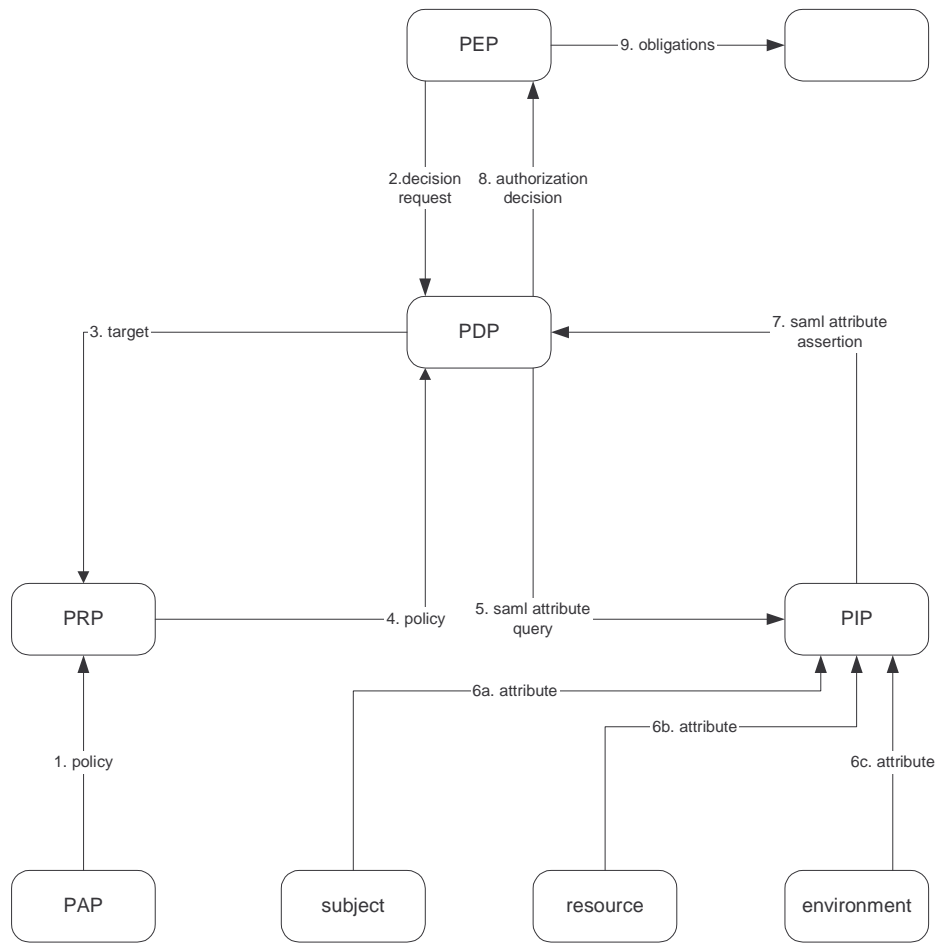 PEP
9. obligations
2.decision
request
8. authorization
decision
3. target
PDP
7. saml attribute
assertion
PRP
4. policy
5. saml attribute
query
PIP
6a. attribute
6b. attribute
1. policy
6c. attribute
PAP
subject
resource
environment